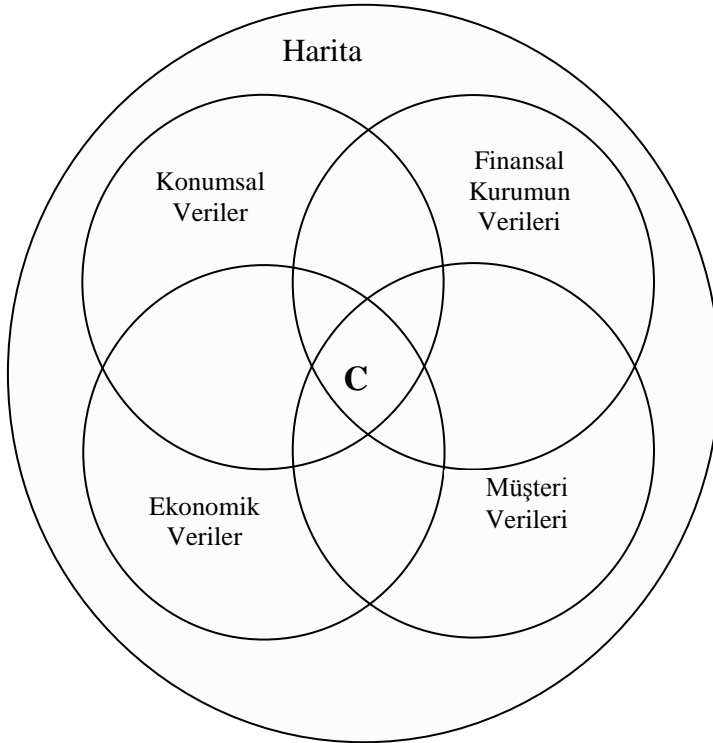 Harita
Konumsal
Veriler
Finansal
Kurumun
Verileri
C
Ekonomik
Veriler
Müşteri
Verileri